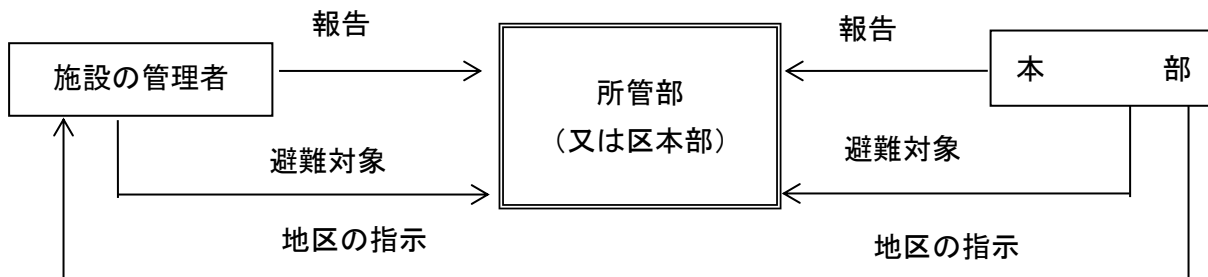 報告
報告
施設の管理者
所管部
（又は区本部）
本　　　部
避難対象
避難対象
地区の指示
地区の指示